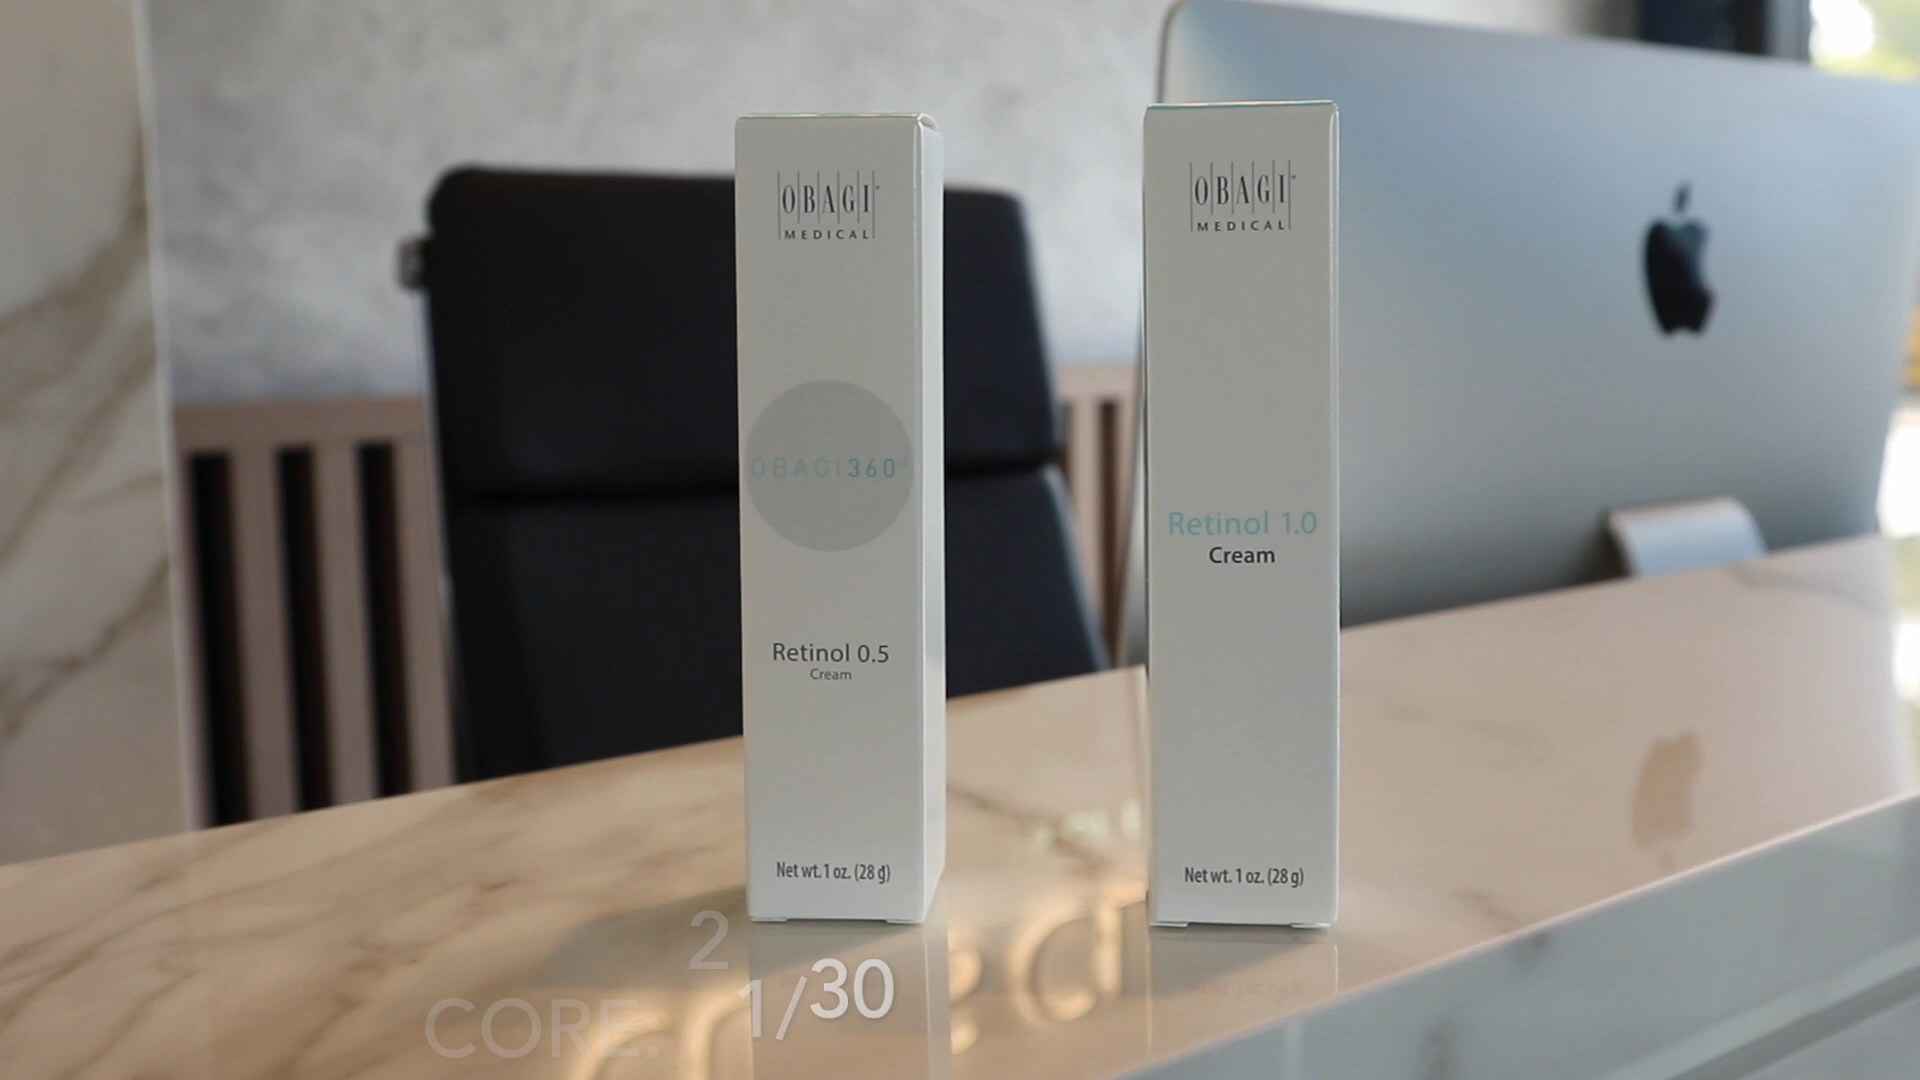 OBAGI
MEDICAL
OBAGI360
Retinol 0.5
Cream
Net wt. 1 oz. (28 g)
OBAGI
MEDICAL
Retinol 1.0
Cream
Net wt. 1 oz. (28 g)
2
CORE. 1/30